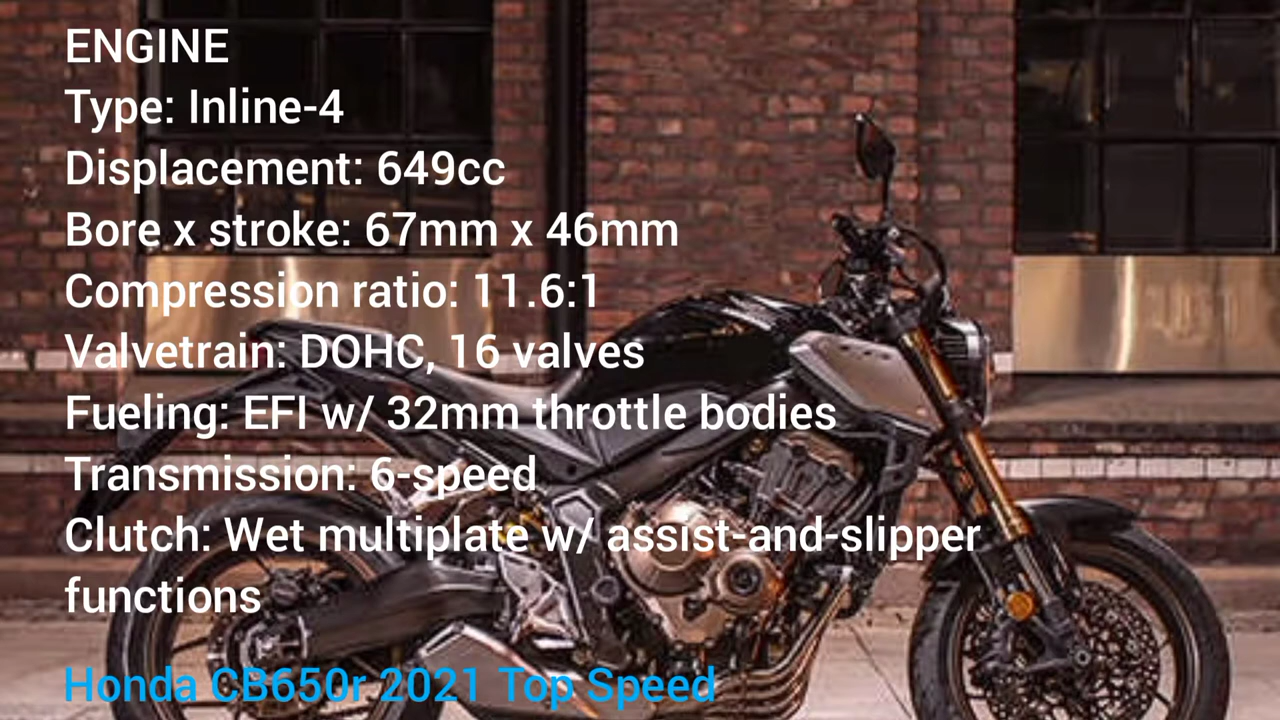 ENGINE
Type: Inline-4
Displacement: 649cc
Bore x stroke: 67mm x 46mm
Compression ratio: 11.6:1
Valvetrain: DOHC, 16 valves
Fueling: EFI w/ 32mm throttle bodies
Transmission: 6-speed
Clutch: Wet multiplate w/ assist-and-slipper
functions
Honda CB650r 2021 Top Speed